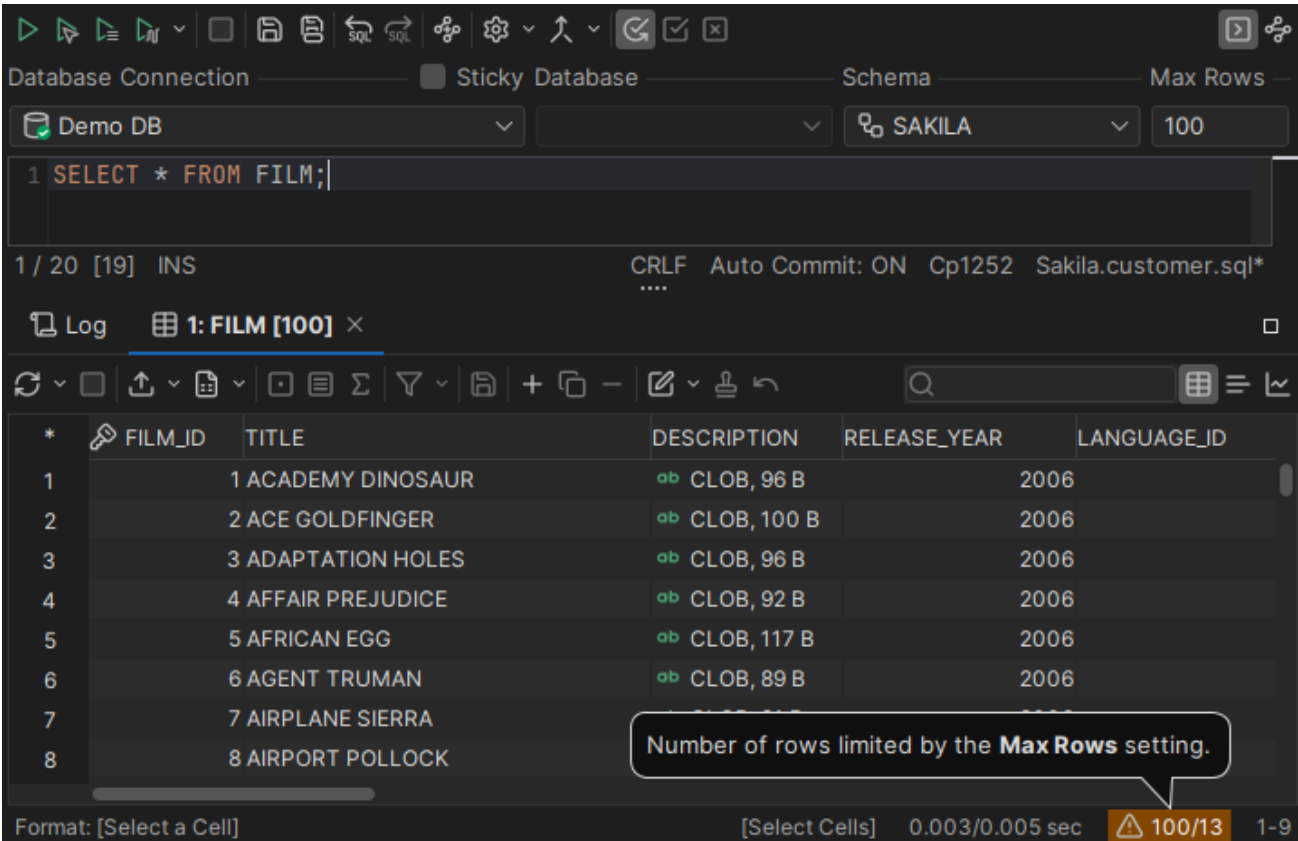 SQL SQL
Database Connection Sticky Database Schema Max Rows
Demo DB SAKILA 100
1 SELECT * FROM FILM;
1 / 20 [19] INS CRLF Auto Commit: ON Cp1252 Sakila.customer.sql*
Log 1: FILM [100]
* FILM_ID TITLE DESCRIPTION RELEASE_YEAR LANGUAGE_ID
1 1 ACADEMY DINOSAUR ab CLOB, 96 B 2006
2 2 ACE GOLDFINGER ab CLOB, 100 B 2006
3 3 ADAPTATION HOLES ab CLOB, 96 B 2006
4 4 AFFAIR PREJUDICE ab CLOB, 92 B 2006
5 5 AFRICAN EGG ab CLOB, 117 B 2006
6 6 AGENT TRUMAN ab CLOB, 89 B 2006
7 7 AIRPLANE SIERRA
8 8 AIRPORT POLLOCK
Number of rows limited by the Max Rows setting.
Format: [Select a Cell] [Select Cells] 0.003/0.005 sec 100/13 1-9